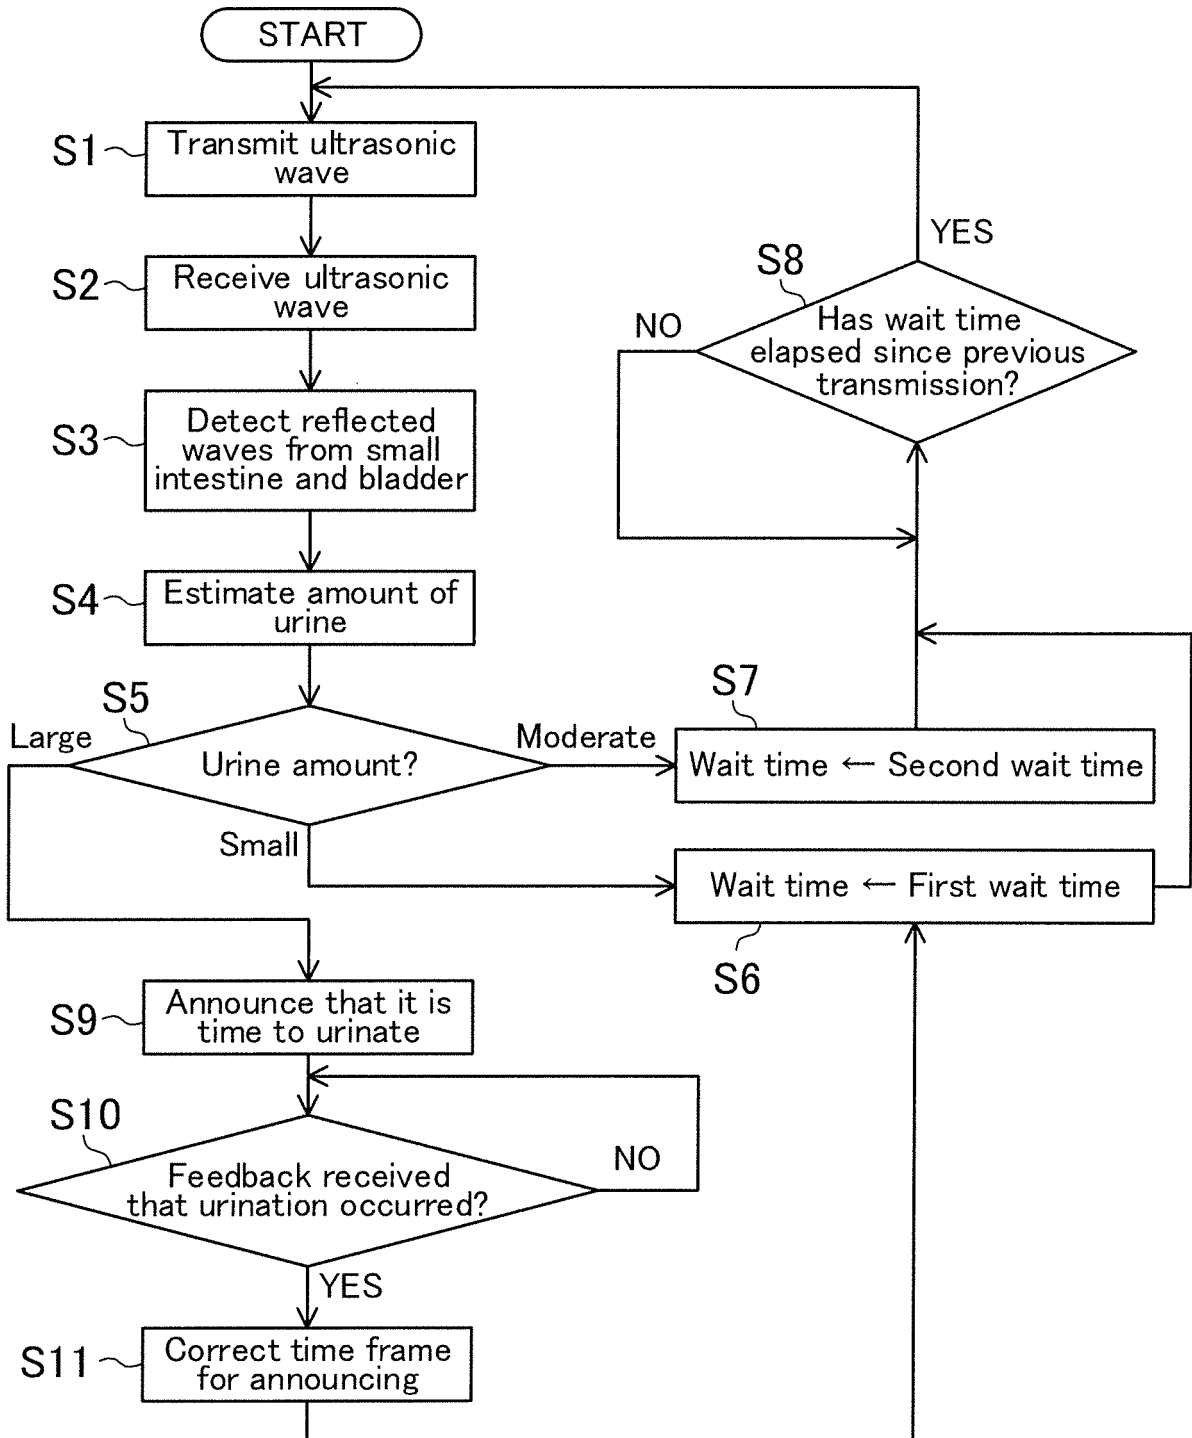 START
S1
Transmit ultrasonic
wave
S2
Receive ultrasonic
wave
S3
Detect reflected
waves from small
intestine and bladder
S4
Estimate amount of
urine
S5
Urine amount?
Large
Moderate
Small
S7
Wait time ← Second wait time
Wait time ← First wait time
S6
S8
Has wait time
elapsed since previous
transmission?
YES
NO
S9
Announce that it is
time to urinate
S10
Feedback received
that urination occurred?
NO
YES
S11
Correct time frame
for announcing